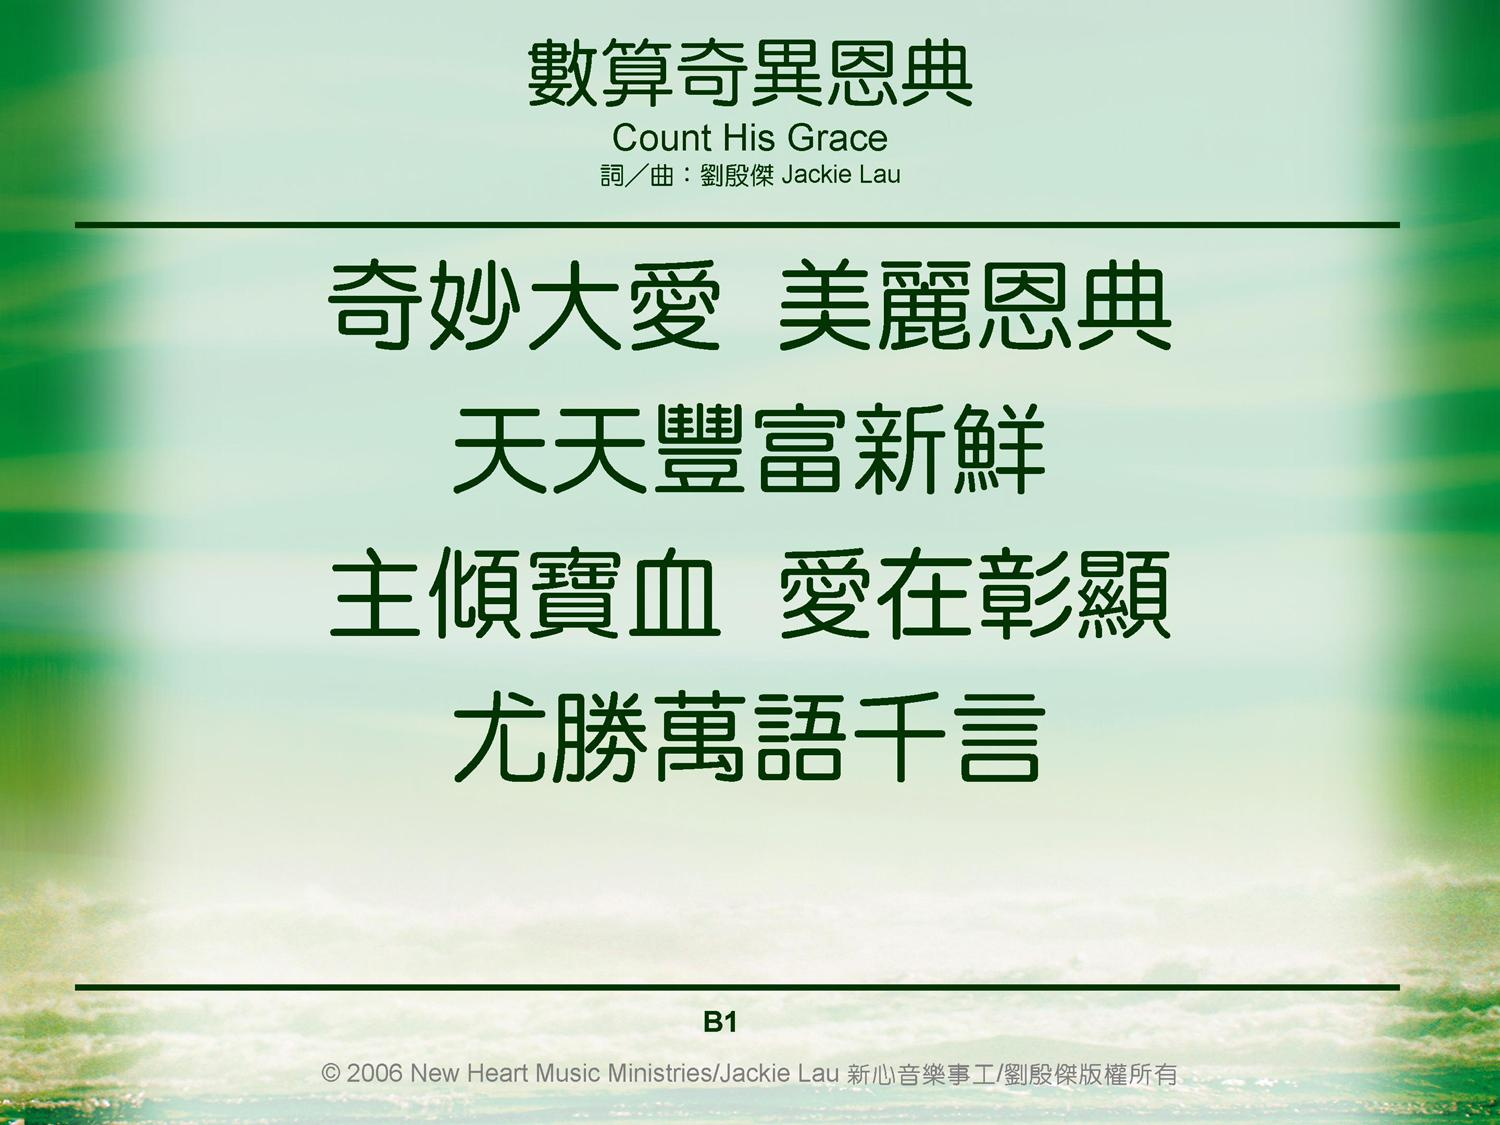 數算奇異恩典
Count His Grace
詞／曲：劉殷傑 Jackie Lau
奇妙大愛 美麗恩典
天天豐富新鮮
主傾寶血 愛在彰顯
尤勝萬語千言
B1
© 2006 New Heart Music Ministries/Jackie Lau 新心音樂事工/劉殷傑版權所有